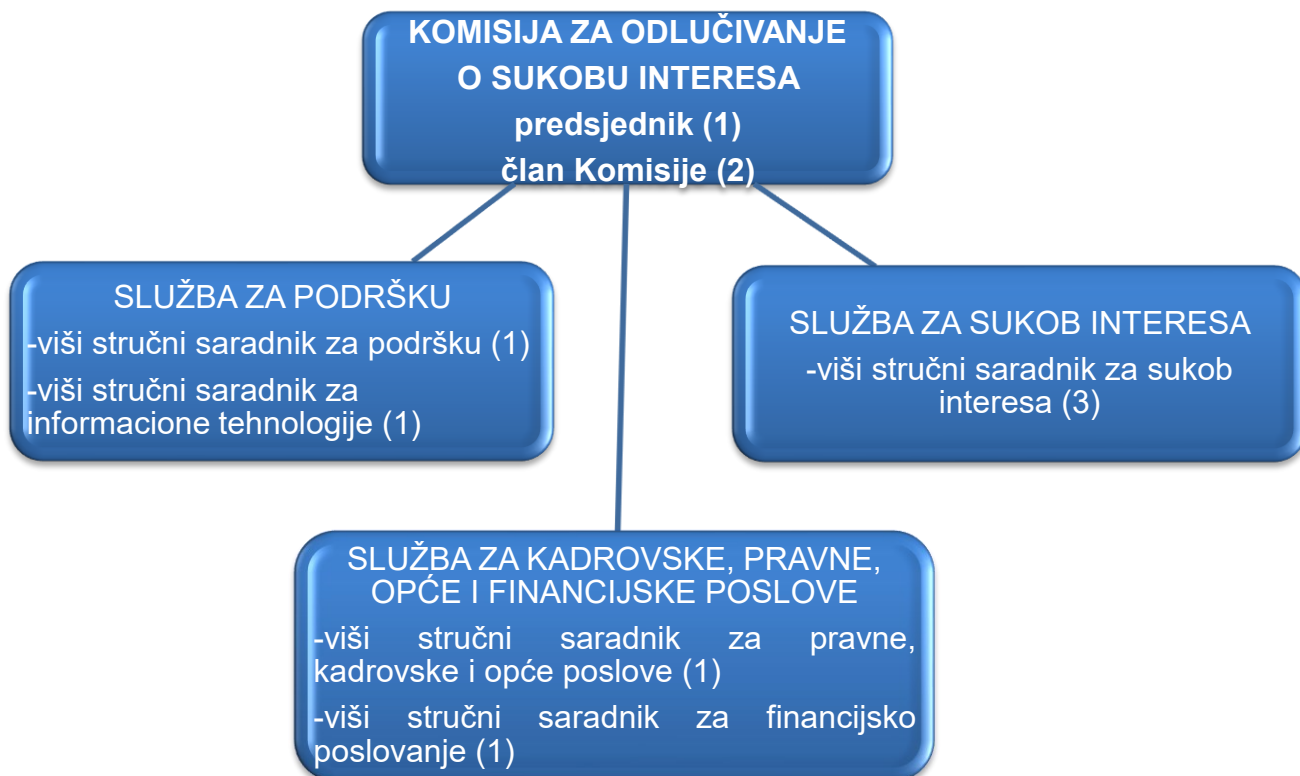 KOMISIJA ZA ODLUČIVANJE
O SUKOBU INTERESA
predsjednik (1)
član Komisije (2)
SLUŽBA ZA PODRŠKU
-viši stručni saradnik za podršku (1)
-viši stručni saradnik za
informacione tehnologije (1)
SLUŽBA ZA SUKOB INTERESA
-viši stručni saradnik za sukob
interesa (3)
SLUŽBA ZA KADROVSKE, PRAVNE,
OPĆE I FINANCIJSKE POSLOVE
-viši stručni saradnik za pravne,
kadrovske i opće poslove (1)
-viši stručni saradnik za financijsko
poslovanje (1)